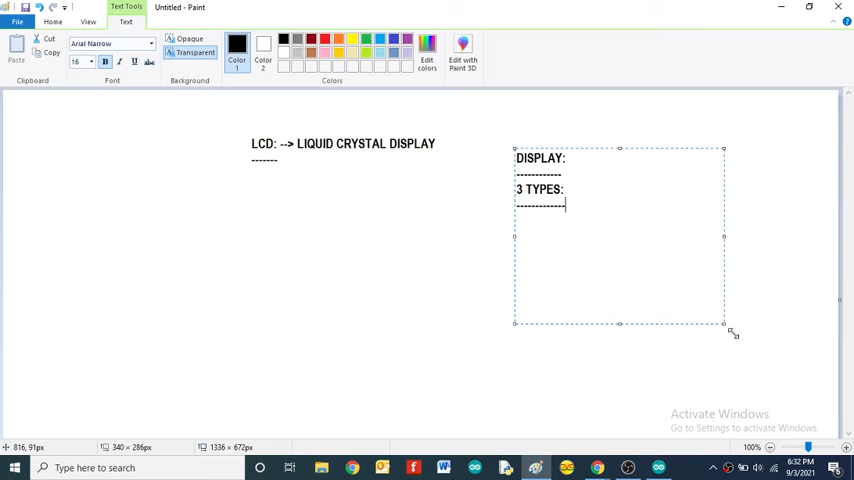 Text Tools
Untitled - Paint
File
Home
View
Text
Paste
Cut
Copy
Clipboard
Arial Narrow
16
B
I
U
abc
Font
Opaque
Transparent
Background
Color
1
Color
2
Colors
Edit
colors
Edit with
Paint 3D
LCD: --> LIQUID CRYSTAL DISPLAY
-------
DISPLAY:
------------
3 TYPES:
-------------
Activate Windows
Go to Settings to activate Windows.
816, 91px
340 × 286px
1336 × 672px
100%
Type here to search
6:32 PM
9/3/2021